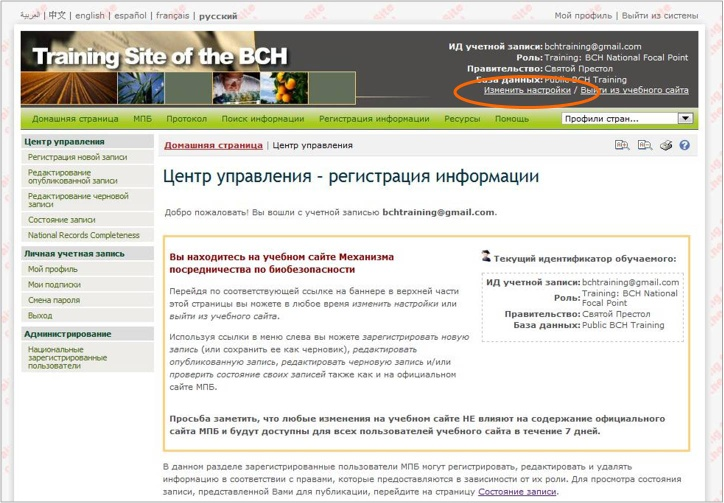 العربية | 中文 | english | español | français | русский
Мой профиль | Выйти из системы
Training Site of the BCH
ИД учетной записи: bchtraining@gmail.com
Роль: Training: BCH National Focal Point
Правительство: Святой Престол
База данных: Public BCH Training
Изменить настройки / Выйти из учебного сайта
Домашняя страница МПБ Протокол Поиск информации Регистрация информации Ресурсы Помощь Профили стран...
Центр управления
Регистрация новой записи
Редактирование
опубликованной записи
Редактирование черновой
записи
Состояние записи
National Records Completeness
Личная учетная запись
Мой профиль
Мои подписки
Смена пароля
Выход
Администрирование
Национальные
зарегистрированные
пользователи
Домашняя страница | Центр управления
Центр управления – регистрация информации
Добро пожаловать! Вы вошли с учетной записью bchtraining@gmail.com.
Вы находитесь на учебном сайте Механизма
посредничества по биобезопасности
Перейдя по соответствующей ссылке на баннере в верхней части
этой страницы вы можете в любое время изменить настройки или
выйти из учебного сайта.
Используя ссылки в меню слева вы можете зарегистрировать новую
запись (или сохранить ее как черновик), редактировать
опубликованную запись, редактировать черновую запись и/или
проверить состояние своих записей также как и на официальном
сайте МПБ.
Текущий идентификатор обучаемого:
ИД учетной записи: bchtraining@gmail.com
Роль: Training: BCH National
Focal Point
Правительство: Святой Престол
База данных: Public BCH Training
Просьба заметить, что любые изменения на учебном сайте НЕ влияют на содержание официального
сайта МПБ и будут доступны для всех пользователей учебного сайта в течение 7 дней.
В данном разделе зарегистрированные пользователи МПБ могут регистрировать, редактировать и удалять
информацию в соответствии с правами, которые предоставляются в зависимости от их роли. Для просмотра состояния
записи, представленной Вами для публикации, перейдите на страницу Состояние записи.